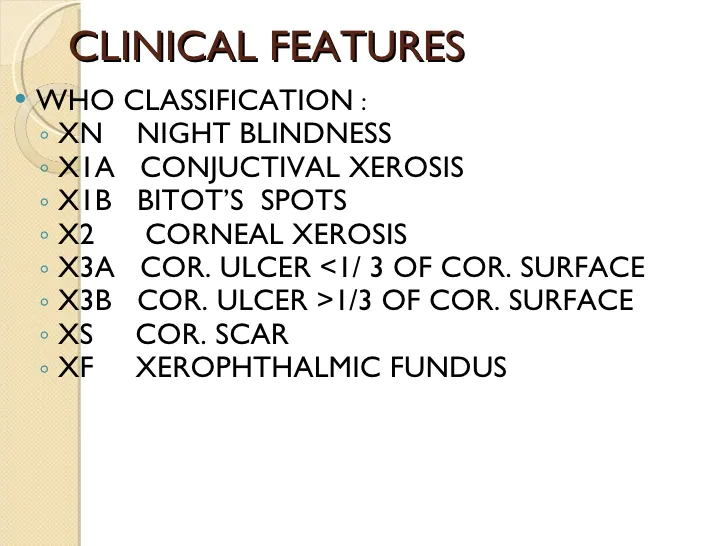 CLINICAL FEATURES
WHO CLASSIFICATION :
XN NIGHT BLINDNESS
X1A CONJUCTIVAL XEROSIS
X1B BITOT'S SPOTS
X2 CORNEAL XEROSIS
X3A COR. ULCER <1/ 3 OF COR. SURFACE
X3B COR. ULCER >1/3 OF COR. SURFACE
XS COR. SCAR
XF XEROPHTHALMIC FUNDUS